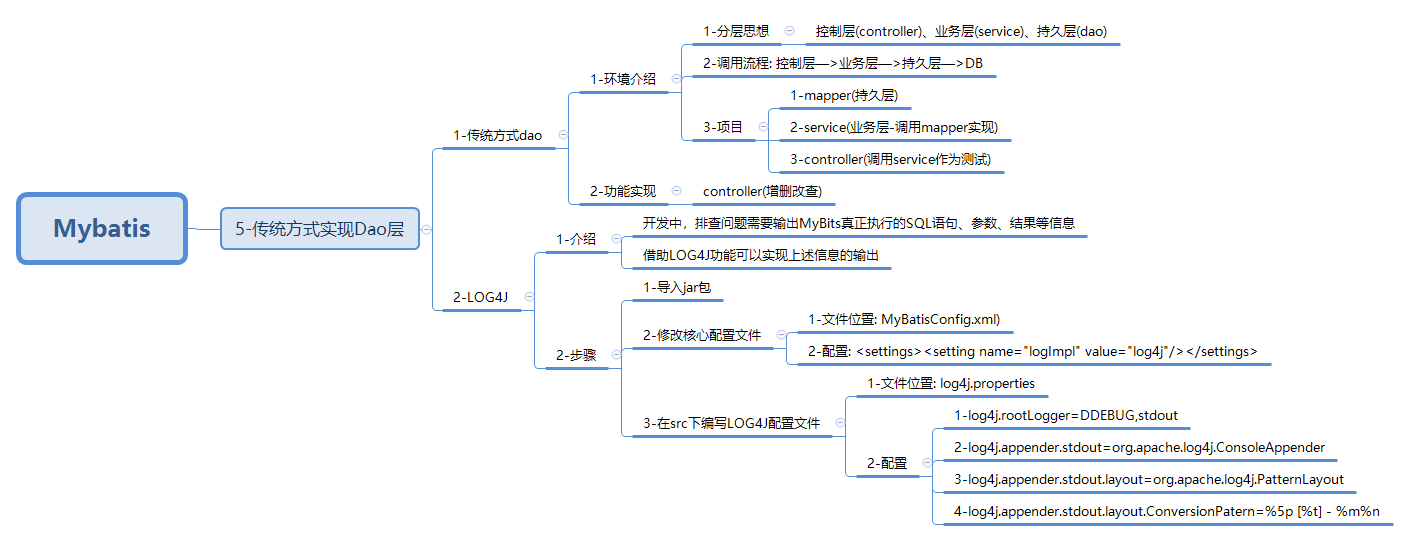 Mybatis
5-传统方式实现Dao层
1-传统方式dao
1-环境介绍
1-分层思想
控制层(controller)、业务层(service)、持久层(dao)
2-调用流程: 控制层—>业务层—>持久层—>DB
3-项目
1-mapper(持久层)
2-service(业务层-调用mapper实现)
3-controller(调用service作为测试)
2-功能实现
controller(增删改查)
2-LOG4J
1-介绍
开发中，排查问题需要输出MyBits真正执行的SQL语句、参数、结果等信息
借助LOG4J功能可以实现上述信息的输出
2-步骤
1-导入jar包
2-修改核心配置文件
1-文件位置: MyBatisConfig.xml)
2-配置: <settings><setting name="logImpl" value="log4j"/></settings>
3-在src下编写LOG4J配置文件
1-文件位置: log4j.properties
2-配置
1-log4j.rootLogger=DDEBUG,stdout
2-log4j.appender.stdout=org.apache.log4j.ConsoleAppender
3-log4j.appender.stdout.layout=org.apache.log4j.PatternLayout
4-log4j.appender.stdout.layout.ConversionPatern=%5p [%t] - %m%n